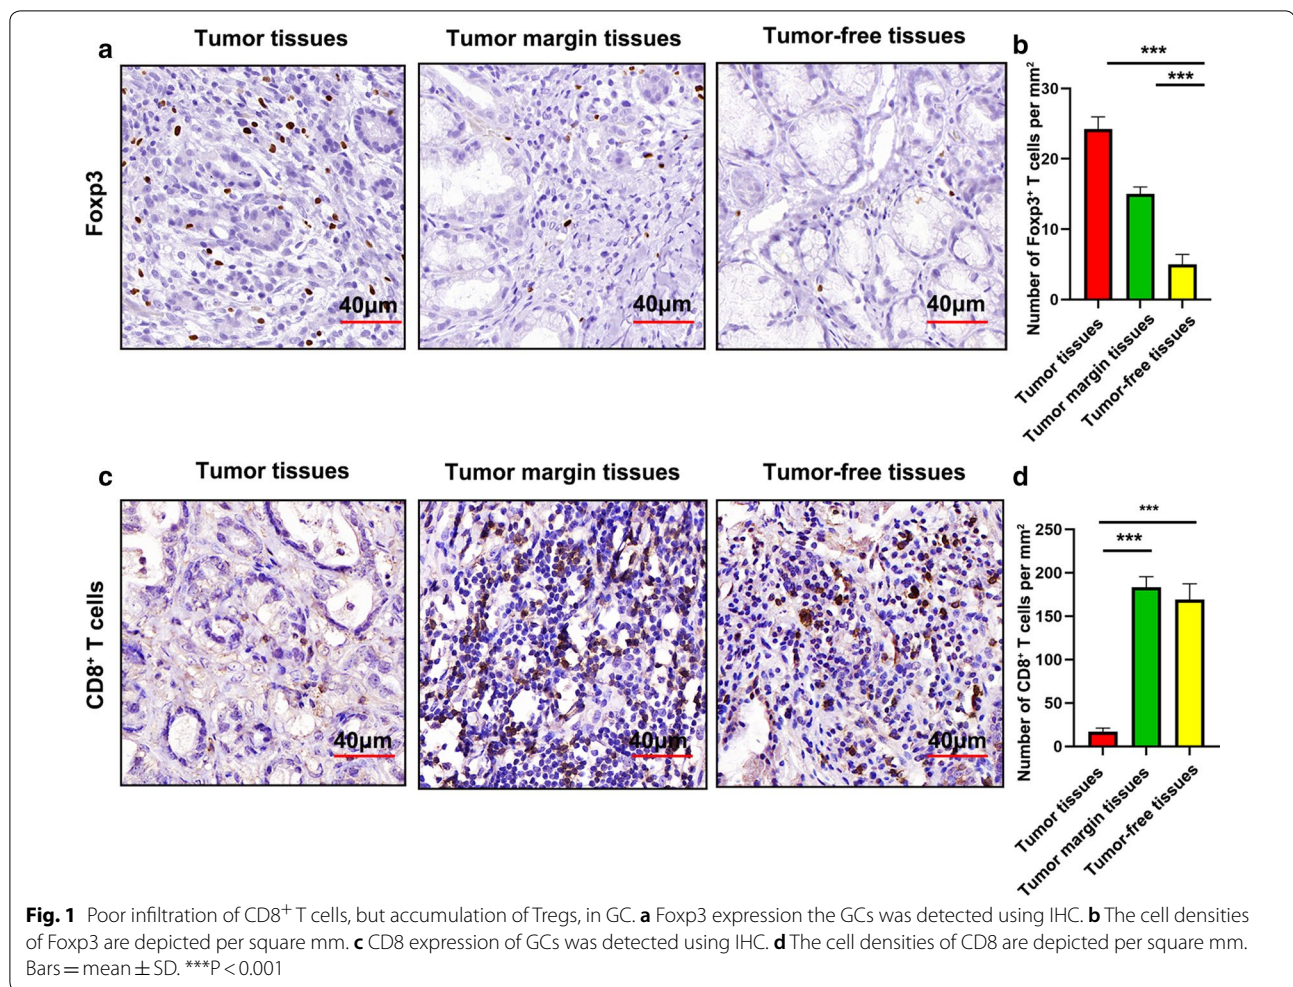 a
Tumor tissues
Tumor margin tissues
Tumor-free tissues
Foxp3
40μm
40μm
40μm
b
***
***
Number of Foxp3⁺ T cells per mm²
30
20
10
0
Tumor tissues
Tumor margin tissues
Tumor-free tissues
c
Tumor tissues
Tumor margin tissues
Tumor-free tissues
CD8⁺ T cells
40μm
40μm
40μm
d
***
***
Number of CD8⁺ T cells per mm²
250
200
150
100
50
0
Tumor tissues
Tumor margin tissues
Tumor-free tissues
Fig. 1 Poor infiltration of CD8⁺ T cells, but accumulation of Tregs, in GC. a Foxp3 expression the GCs was detected using IHC. b The cell densities
of Foxp3 are depicted per square mm. c CD8 expression of GCs was detected using IHC. d The cell densities of CD8 are depicted per square mm.
Bars = mean ± SD. ***P < 0.001